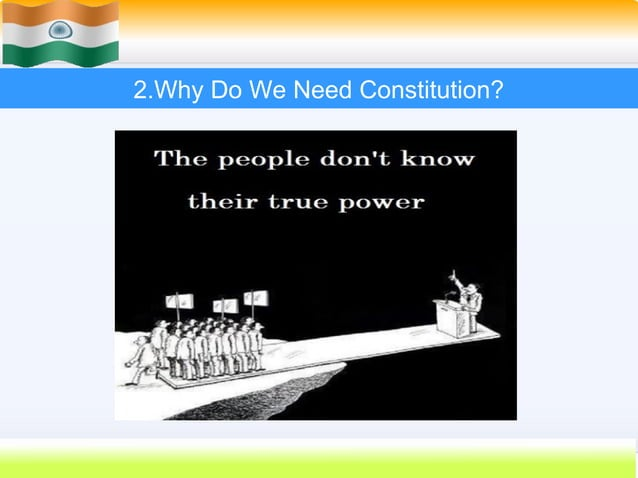 2.Why Do We Need Constitution?
The people don't know
their true power